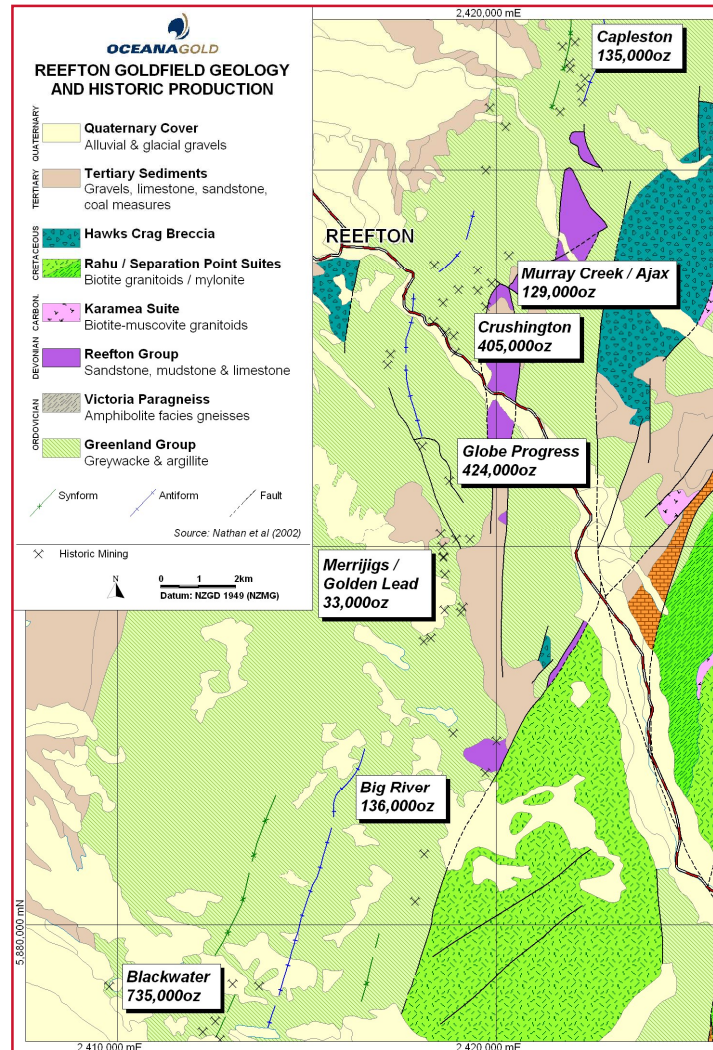 2,420,000 mE
OCEANAGOLD
REEFTON GOLDFIELD GEOLOGY
AND HISTORIC PRODUCTION
QUATERNARY
Quaternary Cover
Alluvial & glacial gravels
TERTIARY
Tertiary Sediments
Gravels, limestone, sandstone,
coal measures
CRETACEOUS
Hawks Crag Breccia
Rahu / Separation Point Suites
Biotite granitoids / mylonite
CARBON.
Karamea Suite
Biotite-muscovite granitoids
DEVONIAN
Reefton Group
Sandstone, mudstone & limestone
ORDOVICIAN
Victoria Paragneiss
Amphibolite facies gneisses
Greenland Group
Greywacke & argillite
Synform
Antiform
Fault
Source: Nathan et al (2002)
Historic Mining
N
0 1 2km
Datum: NZGD 1949 (NZMG)
Capleston
135,000oz
REEFTON
Murray Creek / Ajax
129,000oz
Crushington
405,000oz
Globe Progress
424,000oz
Merrijigs /
Golden Lead
33,000oz
Big River
136,000oz
Blackwater
735,000oz
5,880,000 mN
2,410,000 mE
2,420,000 mE